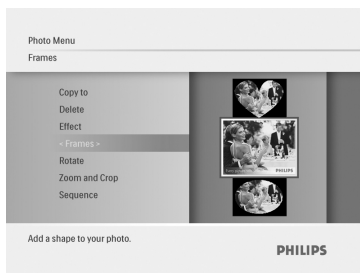 Photo Menu
Frames
Copy to
Delete
Effect
< Frames >
Rotate
Zoom and Crop
Sequence
PHILIPS
Add a shape to your photo.
PHILIPS